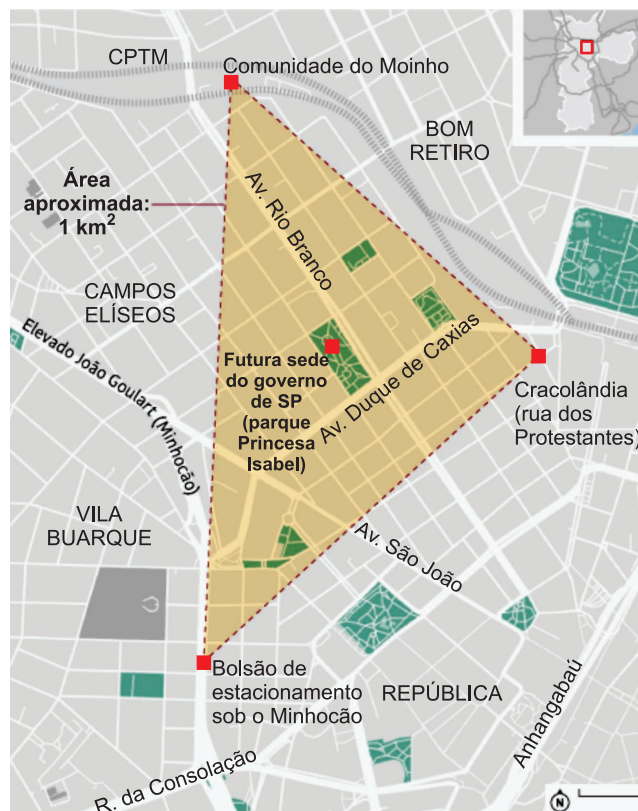 CPTM
Comunidade do Moinho
BOM
RETIRO
Av. Rio Branco
Área
aproximada:
1 km²
CAMPOS
ELÍSEOS
Elevado João Goulart (Minhocão)
Futura sede
do governo
de SP
(parque
Princesa
Isabel)
Av. Duque de Caxias
Cracolândia
(rua dos
Protestantes)
VILA
BUARQUE
Av. São João
Bolsão de
estacionamento
sob o Minhocão
REPÚBLICA
Anhangabaú
R. da Consolação
N